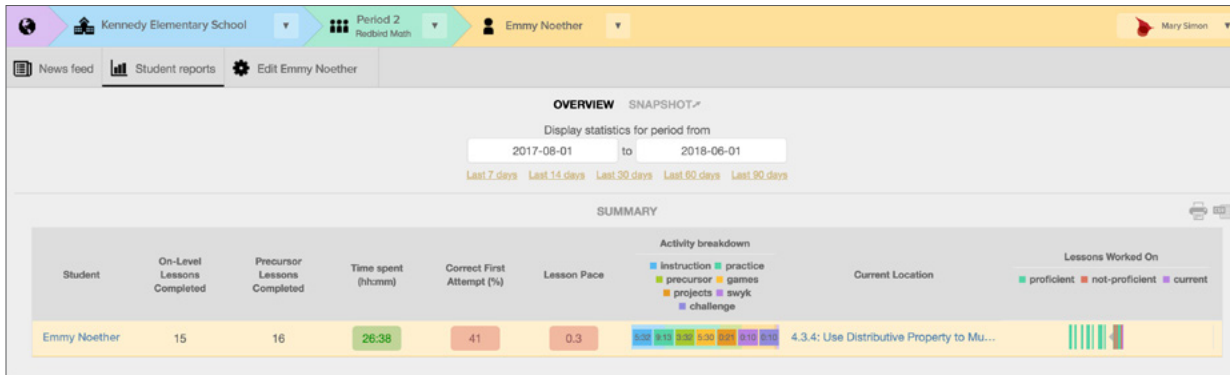 Kennedy Elementary School
Period 2
Redbird Math
Emmy Noether
Mary Simon
News feed
Student reports
Edit Emmy Noether
OVERVIEW SNAPSHOT
Display statistics for period from
2017-08-01 to 2018-06-01
Last 7 days Last 14 days Last 30 days Last 60 days Last 90 days
SUMMARY
Student
On-Level
Lessons
Completed
Precursor
Lessons
Completed
Time spent
(hh:mm)
Correct First
Attempt (%)
Lesson Pace
Activity breakdown
instruction practice
precursor games
projects swyk
challenge
Current Location
Lessons Worked On
proficient not-proficient current
Emmy Noether 15 16 26:38 41 0.3 5:32 9:13 3:32 5:30 0:21 0:10 0:10 4.3.4: Use Distributive Property to Mu...